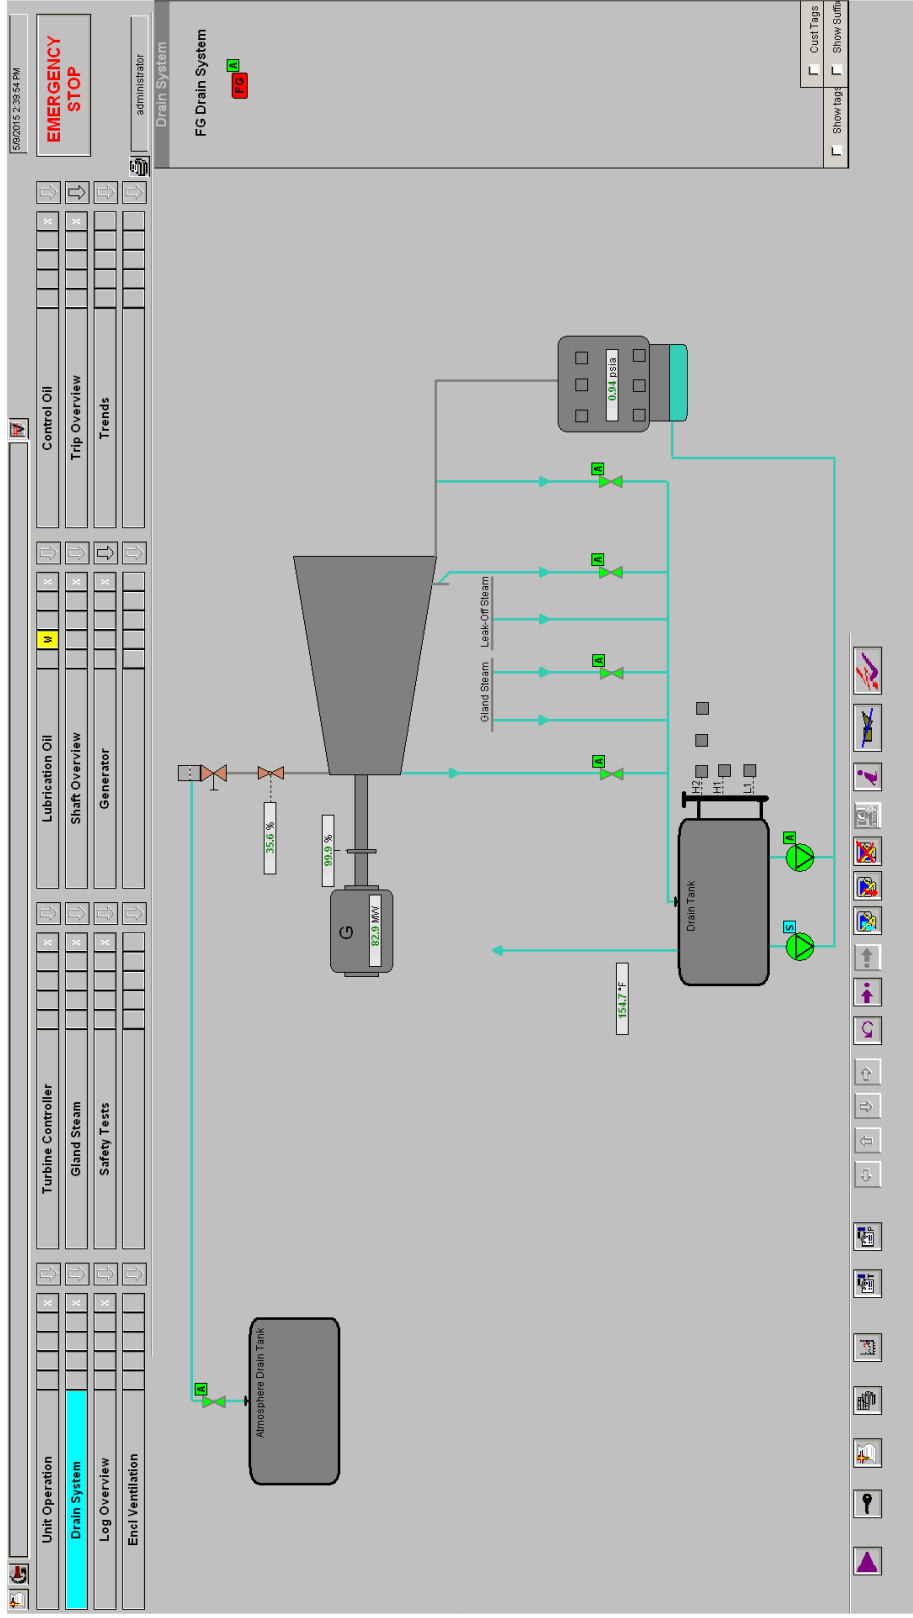 5/9/2015 2:39:54 PM
Unit Operation
Turbine Controller
Lubrication Oil
W
Control Oil
EMERGENCY
STOP
Drain System
Gland Steam
Shaft Overview
Trip Overview
Log Overview
Safety Tests
Generator
Trends
Encl Ventilation
administrator
X
X
X
X
X
X
X
X
X
X
Drain System
FG Drain System
FG
A
A
Atmosphere Drain Tank
35.6 %
99.9 %
G
82.9 MW
Gland Steam
Leak-Off Steam
0.94 psia
A
A
A
A
154.7 °F
Drain Tank
H2
H1
L1
S
A
Cust Tags
Show tags
Show Suffix
T
P